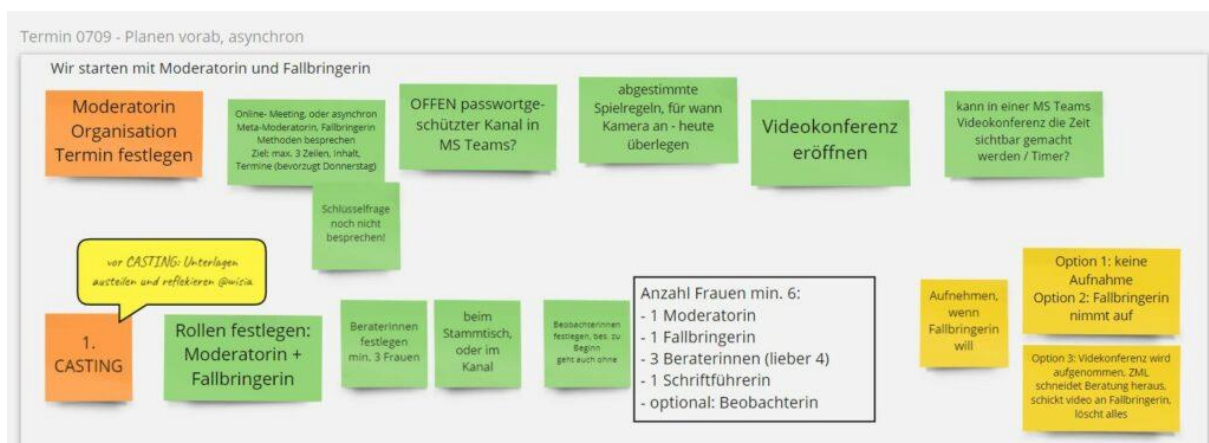 Termin 0709 - Planen vorab, asynchron
Wir starten mit Moderatorin und Fallbringerin
Moderatorin
Organisation
Termin festlegen
Online- Meeting, oder asynchron
Meta-Moderatorin, Fallbringerin
Methoden besprechen
Ziel: max. 3 Zeilen, Inhalt,
Termine (bevorzugt Donnerstag)
Schlüsselfrage
noch nicht
besprechen!
OFFEN passwortge-
schützter Kanal in
MS Teams?
abgestimmte
Spielregeln, für wann
Kamera an - heute
überlegen
Videokonferenz
eröffnen
kann in einer MS Teams
Videokonferenz die Zeit
sichtbar gemacht
werden / Timer?
vor CASTING: Unterlagen
austeilen und reflekieren @wisia
1.
CASTING
Rollen festlegen:
Moderatorin +
Fallbringerin
Beraterinnen
festlegen
min. 3 Frauen
beim
Stammtisch,
oder im
Kanal
Beobachterinnen
festlegen, bes. zu
Beginn
geht auch ohne
Anzahl Frauen min. 6:
- 1 Moderatorin
- 1 Fallbringerin
- 3 Beraterinnen (lieber 4)
- 1 Schriftführerin
- optional: Beobachterin
Aufnehmen,
wenn
Fallbringerin
will
Option 1: keine
Aufnahme
Option 2: Fallbringerin
nimmt auf
Option 3: Videkonferenz wird
aufgenommen, ZML
schneidet Beratung heraus,
schickt video an Fallbringerin,
löscht alles